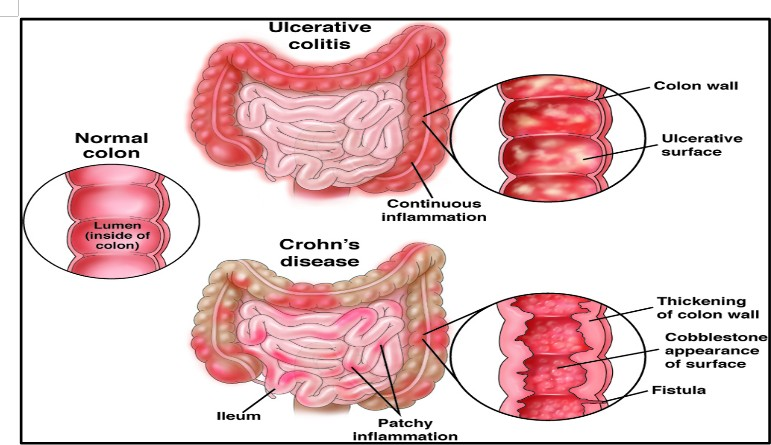 Ulcerative
colitis
Colon wall
Ulcerative
surface
Continuous
inflammation
Normal
colon
Lumen
(inside of
colon)
Crohn's
disease
Thickening
of colon wall
Cobblestone
appearance
of surface
Fistula
Ileum
Patchy
inflammation